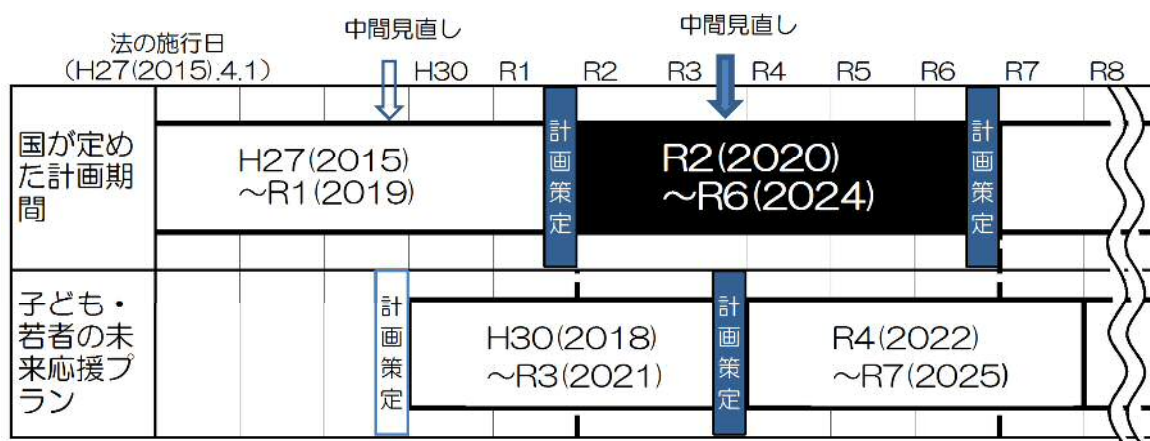 法の施行日
(H27(2015).4.1)
中間見直し
中間見直し
H30 R1 R2 R3 R4 R5 R6 R7 R8
国が定め
た計画期
間
H27(2015)
～R1(2019)
計画策定
R2(2020)
～R6(2024)
計画策定
子ども・
若者の未
来応援プ
ラン
計画策定
H30(2018)
～R3(2021)
計画策定
R4(2022)
～R7(2025)